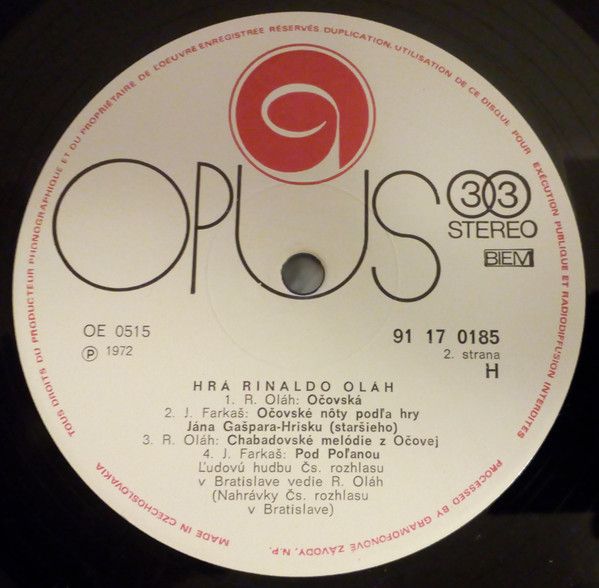 TOUS DROITS DU PRODUCTEUR PHONOGRAPHIQUE ET DU PROPRIÉTAIRE DE L'OEUVRE ENREGISTREE RÉSERVÉS DUPLICATION, UTILISATION DE CE DISQUE POUR EXÉCUTION PUBLIQUE ET RADIODIFFUSION INTERDITES
OPUS
33
STEREO
BIEM
OE 0515
Ⓟ 1972
91 17 0185
2. strana
H
HRÁ RINALDO OLÁH
1. R. Oláh: Očovská
2. J. Farkaš: Očovské nôty podľa hry
Jána Gašpara-Hrisku (staršieho)
3. R. Oláh: Chabadovské melódie z Očovej
4. J. Farkaš: Pod Poľanou
Ľudovú hudbu Čs. rozhlasu
v Bratislave vedie R. Oláh
(Nahrávky Čs. rozhlasu
v Bratislave)
MADE IN CZECHOSLOVAKIA
PROCESSED BY GRAMOFONOVÉ ZÁVODY, N.P.